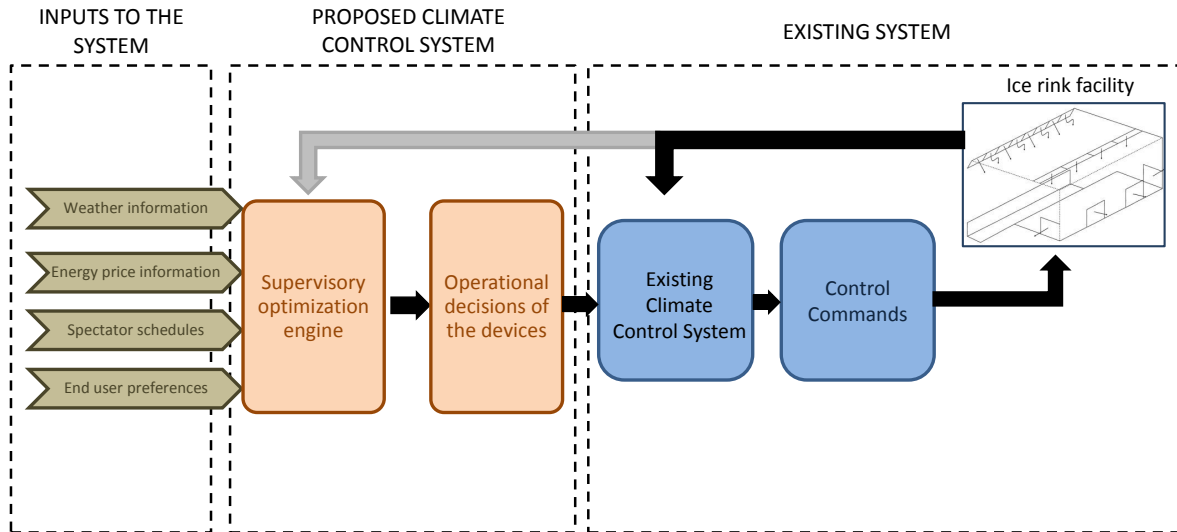 INPUTS TO THE
SYSTEM
PROPOSED CLIMATE
CONTROL SYSTEM
EXISTING SYSTEM
Ice rink facility
Weather information
Energy price information
Spectator schedules
End user preferences
Supervisory
optimization
engine
Operational
decisions of
the devices
Existing
Climate
Control System
Control
Commands